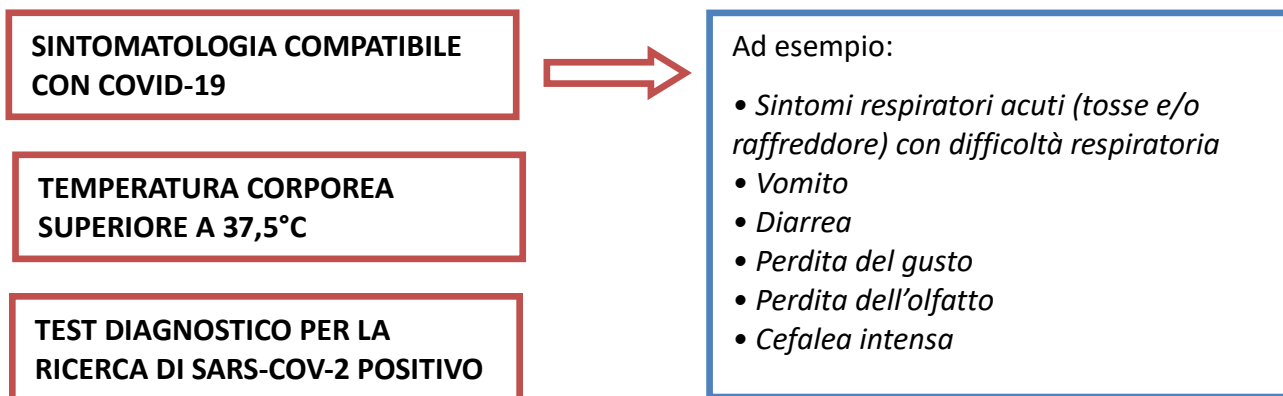 SINTOMATOLOGIA COMPATIBILE
CON COVID-19
TEMPERATURA CORPOREA
SUPERIORE A 37,5°C
TEST DIAGNOSTICO PER LA
RICERCA DI SARS-COV-2 POSITIVO
Ad esempio:
• Sintomi respiratori acuti (tosse e/o
raffreddore) con difficoltà respiratoria
• Vomito
• Diarrea
• Perdita del gusto
• Perdita dell’olfatto
• Cefalea intensa